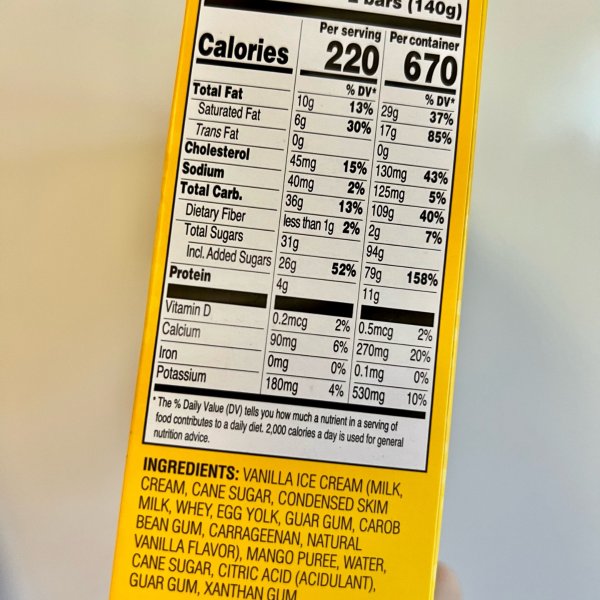 bars (140g)
Per serving Per container
Calories 220 670
% DV* % DV*
Total Fat 10g 13% 29g 37%
Saturated Fat 6g 30% 17g 85%
Trans Fat 0g 0g
Cholesterol 45mg 15% 130mg 43%
Sodium 40mg 2% 125mg 5%
Total Carb. 36g 13% 109g 40%
Dietary Fiber less than 1g 2% 2g 7%
Total Sugars 31g 94g
Incl. Added Sugars 26g 52% 79g 158%
Protein 4g 11g
Vitamin D 0.2mcg 2% 0.5mcg 2%
Calcium 90mg 6% 270mg 20%
Iron 0mg 0% 0.1mg 0%
Potassium 180mg 4% 530mg 10%
* The % Daily Value (DV) tells you how much a nutrient in a serving of
food contributes to a daily diet. 2,000 calories a day is used for general
nutrition advice.
INGREDIENTS: VANILLA ICE CREAM (MILK,
CREAM, CANE SUGAR, CONDENSED SKIM
MILK, WHEY, EGG YOLK, GUAR GUM, CAROB
BEAN GUM, CARRAGEENAN, NATURAL
VANILLA FLAVOR), MANGO PUREE, WATER,
CANE SUGAR, CITRIC ACID (ACIDULANT),
GUAR GUM, XANTHAN GUM